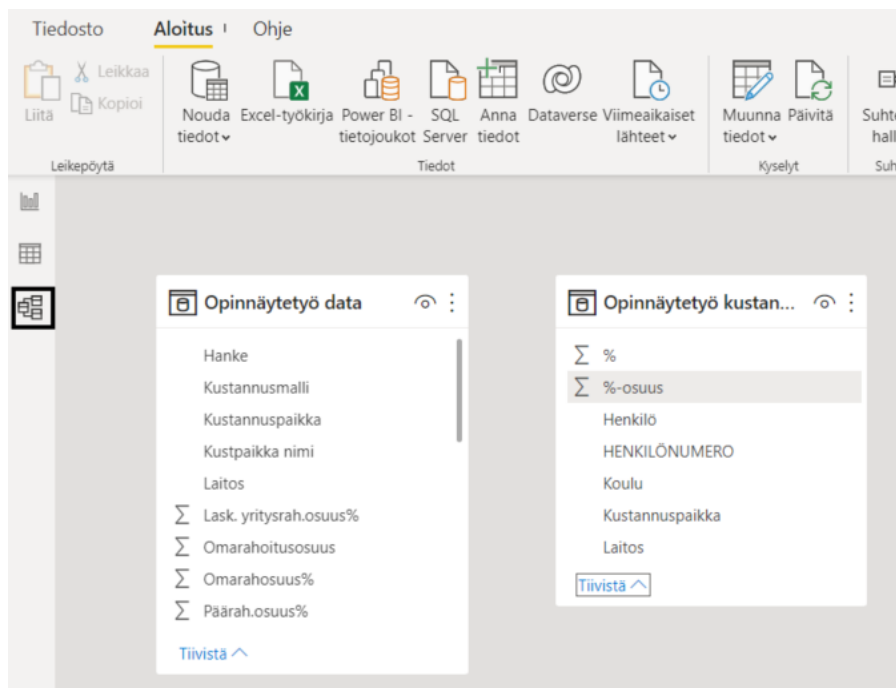 Tiedosto Aloitus Ohje
Leikkaa
Kopioi
Liitä
Nouda tiedot
Excel-työkirja
Power BI - tietojoukot
SQL Server
Anna tiedot
Dataverse
Viimeaikaiset lähteet
Muunna tiedot
Päivitä
Leikepöytä
Tiedot
Kyselyt
Opinnäytetyö data
Hanke
Kustannusmalli
Kustannuspaikka
Kustpaikka nimi
Laitos
Σ Lask. yritysrah.osuus%
Σ Omarahoitusosuus
Σ Omarahosuus%
Σ Päärah.osuus%
Tiivistä
Opinnäytetyö kustan...
Σ %
Σ %-osuus
Henkilö
HENKILÖNUMERO
Koulu
Kustannuspaikka
Laitos
Tiivistä